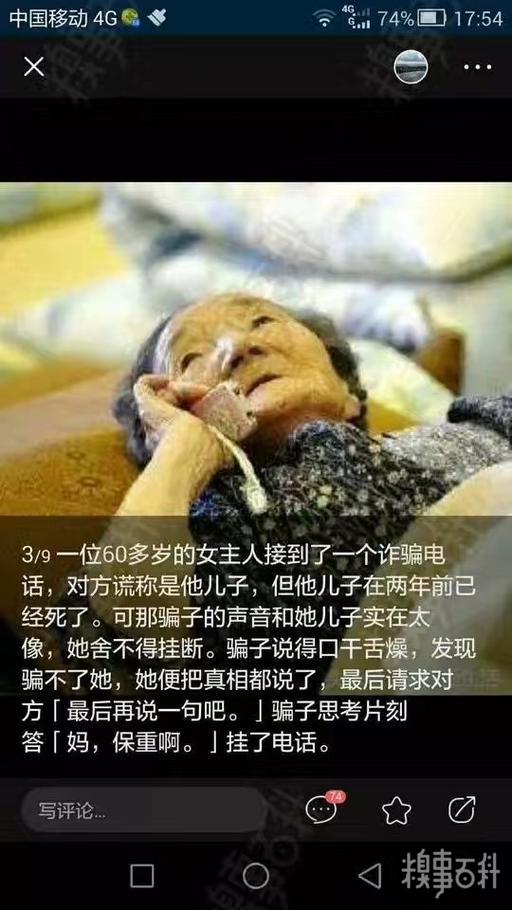 中国移动 4G 4G G 74% 17:54
3/9 一位60多岁的女主人接到了一个诈骗电
话，对方谎称是他儿子，但他儿子在两年前已
经死了。可那骗子的声音和她儿子实在太
像，她舍不得挂断。骗子说得口干舌燥，发现
骗不了她，她便把真相都说了，最后请求对
方「最后再说一句吧。」骗子思考片刻
答「妈，保重啊。」挂了电话。
写评论... 74
糗事百科